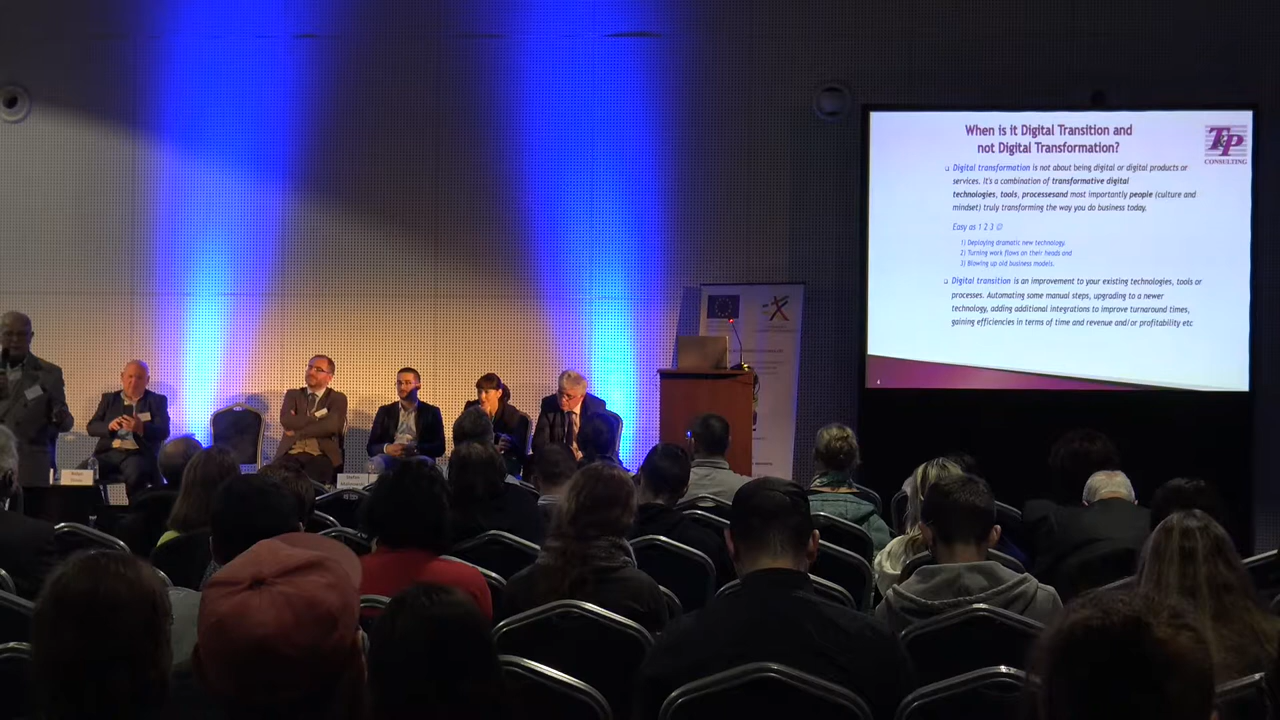 When is it Digital Transition and
not Digital Transformation?
T&P
CONSULTING
Digital transformation is not about being digital or digital products or
services. It's a combination of transformative digital
technologies, tools, processesand most importantly people (culture and
mindset) truly transforming the way you do business today.
Easy as 1 2 3 ☺
1) Deploying dramatic new technology.
2) Turning work flows on their heads and
3) Blowing up old business models.
Digital transition is an improvement to your existing technologies, tools or
processes. Automating some manual steps, upgrading to a newer
technology, adding additional integrations to improve turnaround times,
gaining efficiencies in terms of time and revenue and/or profitability etc
4